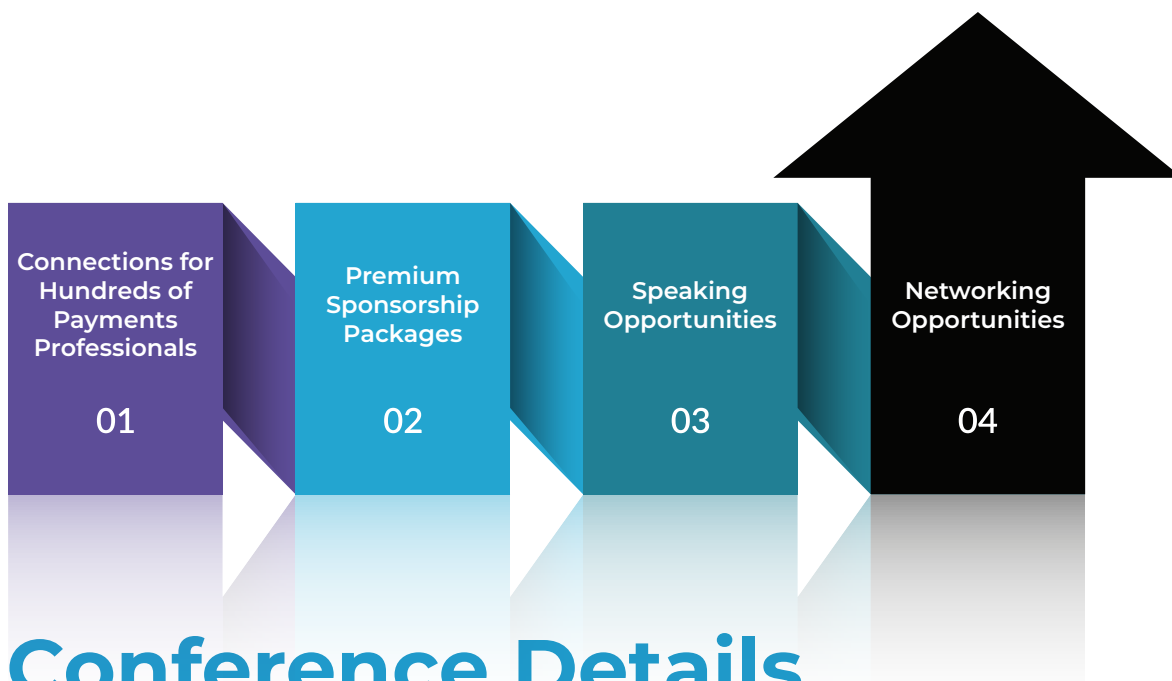 Connections for
Hundreds of
Payments
Professionals
01
Premium
Sponsorship
Packages
02
Speaking
Opportunities
03
Networking
Opportunities
04
Conference Details